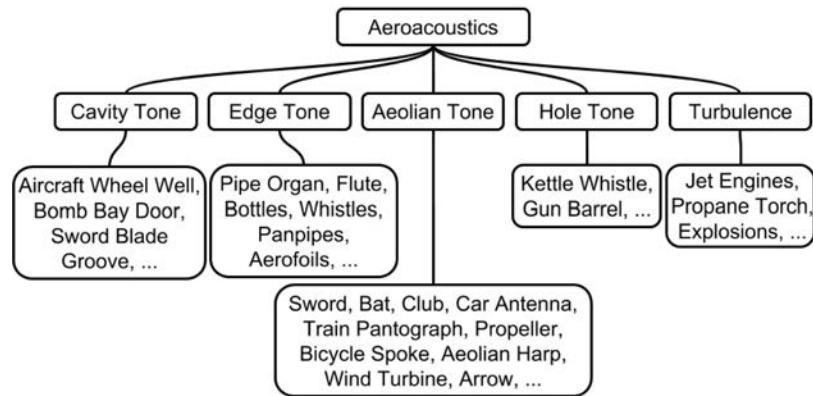 Aeroacoustics
Cavity Tone
Edge Tone
Aeolian Tone
Hole Tone
Turbulence
Aircraft Wheel Well,
Bomb Bay Door,
Sword Blade
Groove, ...
Pipe Organ, Flute,
Bottles, Whistles,
Panpipes,
Aerofoils, ...
Kettle Whistle,
Gun Barrel, ...
Jet Engines,
Propane Torch,
Explosions, ...
Sword, Bat, Club, Car Antenna,
Train Pantograph, Propeller,
Bicycle Spoke, Aeolian Harp,
Wind Turbine, Arrow, ...